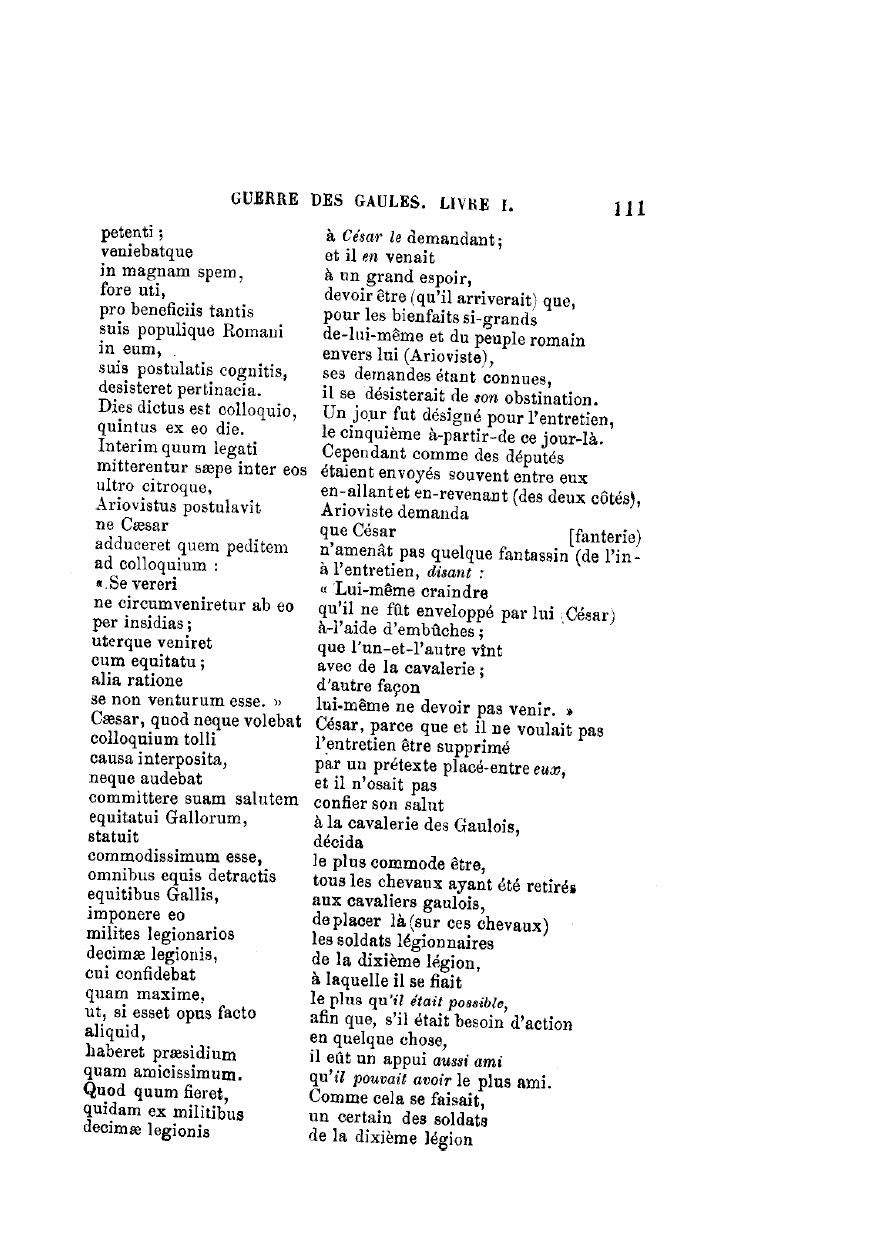 GUERRE DES GAULES. LIVRE I. 111
petenti ;
veniebatque
in magnam spem,
fore uti,
pro beneficiis tantis
suis populique Romani
in eum,
suis postulatis cognitis,
desisteret pertinacia.
Dies dictus est colloquio,
quintus ex eo die.
Interim quum legati
mitterentur sæpe inter eos
ultro citroque,
Ariovistus postulavit
ne Cæsar
adduceret quem peditem
ad colloquium :
« Se vereri
ne circumveniretur ab eo
per insidias ;
uterque veniret
cum equitatu ;
alia ratione
se non venturum esse. »
Cæsar, quod neque volebat
colloquium tolli
causa interposita,
neque audebat
committere suam salutem
equitatui Gallorum,
statuit
commodissimum esse,
omnibus equis detractis
equitibus Gallis,
imponere eo
milites legionarios
decimæ legionis,
cui confidebat
quam maxime,
ut, si esset opus facto
aliquid,
haberet præsidium
quam amicissimum.
Quod quum fieret,
quidam ex militibus
decimæ legionis
à César le demandant ;
et il en venait
à un grand espoir,
devoir être (qu'il arriverait) que,
pour les bienfaits si-grands
de-lui-même et du peuple romain
envers lui (Arioviste),
ses demandes étant connues,
il se désisterait de son obstination.
Un jour fut désigné pour l'entretien,
le cinquième à-partir-de ce jour-là.
Cependant comme des députés
étaient envoyés souvent entre eux
en-allant et en-revenant (des deux côtés),
Arioviste demanda
que César [fanterie)
n'amenât pas quelque fantassin (de l'in-
à l'entretien, disant :
« Lui-même craindre
qu'il ne fût enveloppé par lui (César)
à-l'aide d'embûches ;
que l'un-et-l'autre vînt
avec de la cavalerie ;
d'autre façon
lui-même ne devoir pas venir. »
César, parce que et il ne voulait pas
l'entretien être supprimé
par un prétexte placé-entre eux,
et il n'osait pas
confier son salut
à la cavalerie des Gaulois,
décida
le plus commode être,
tous les chevaux ayant été retirés
aux cavaliers gaulois,
de placer là (sur ces chevaux)
les soldats légionnaires
de la dixième légion,
à laquelle il se fiait
le plus qu'il était possible,
afin que, s'il était besoin d'action
en quelque chose,
il eût un appui aussi ami
qu'il pouvait avoir le plus ami.
Comme cela se faisait,
un certain des soldats
de la dixième légion